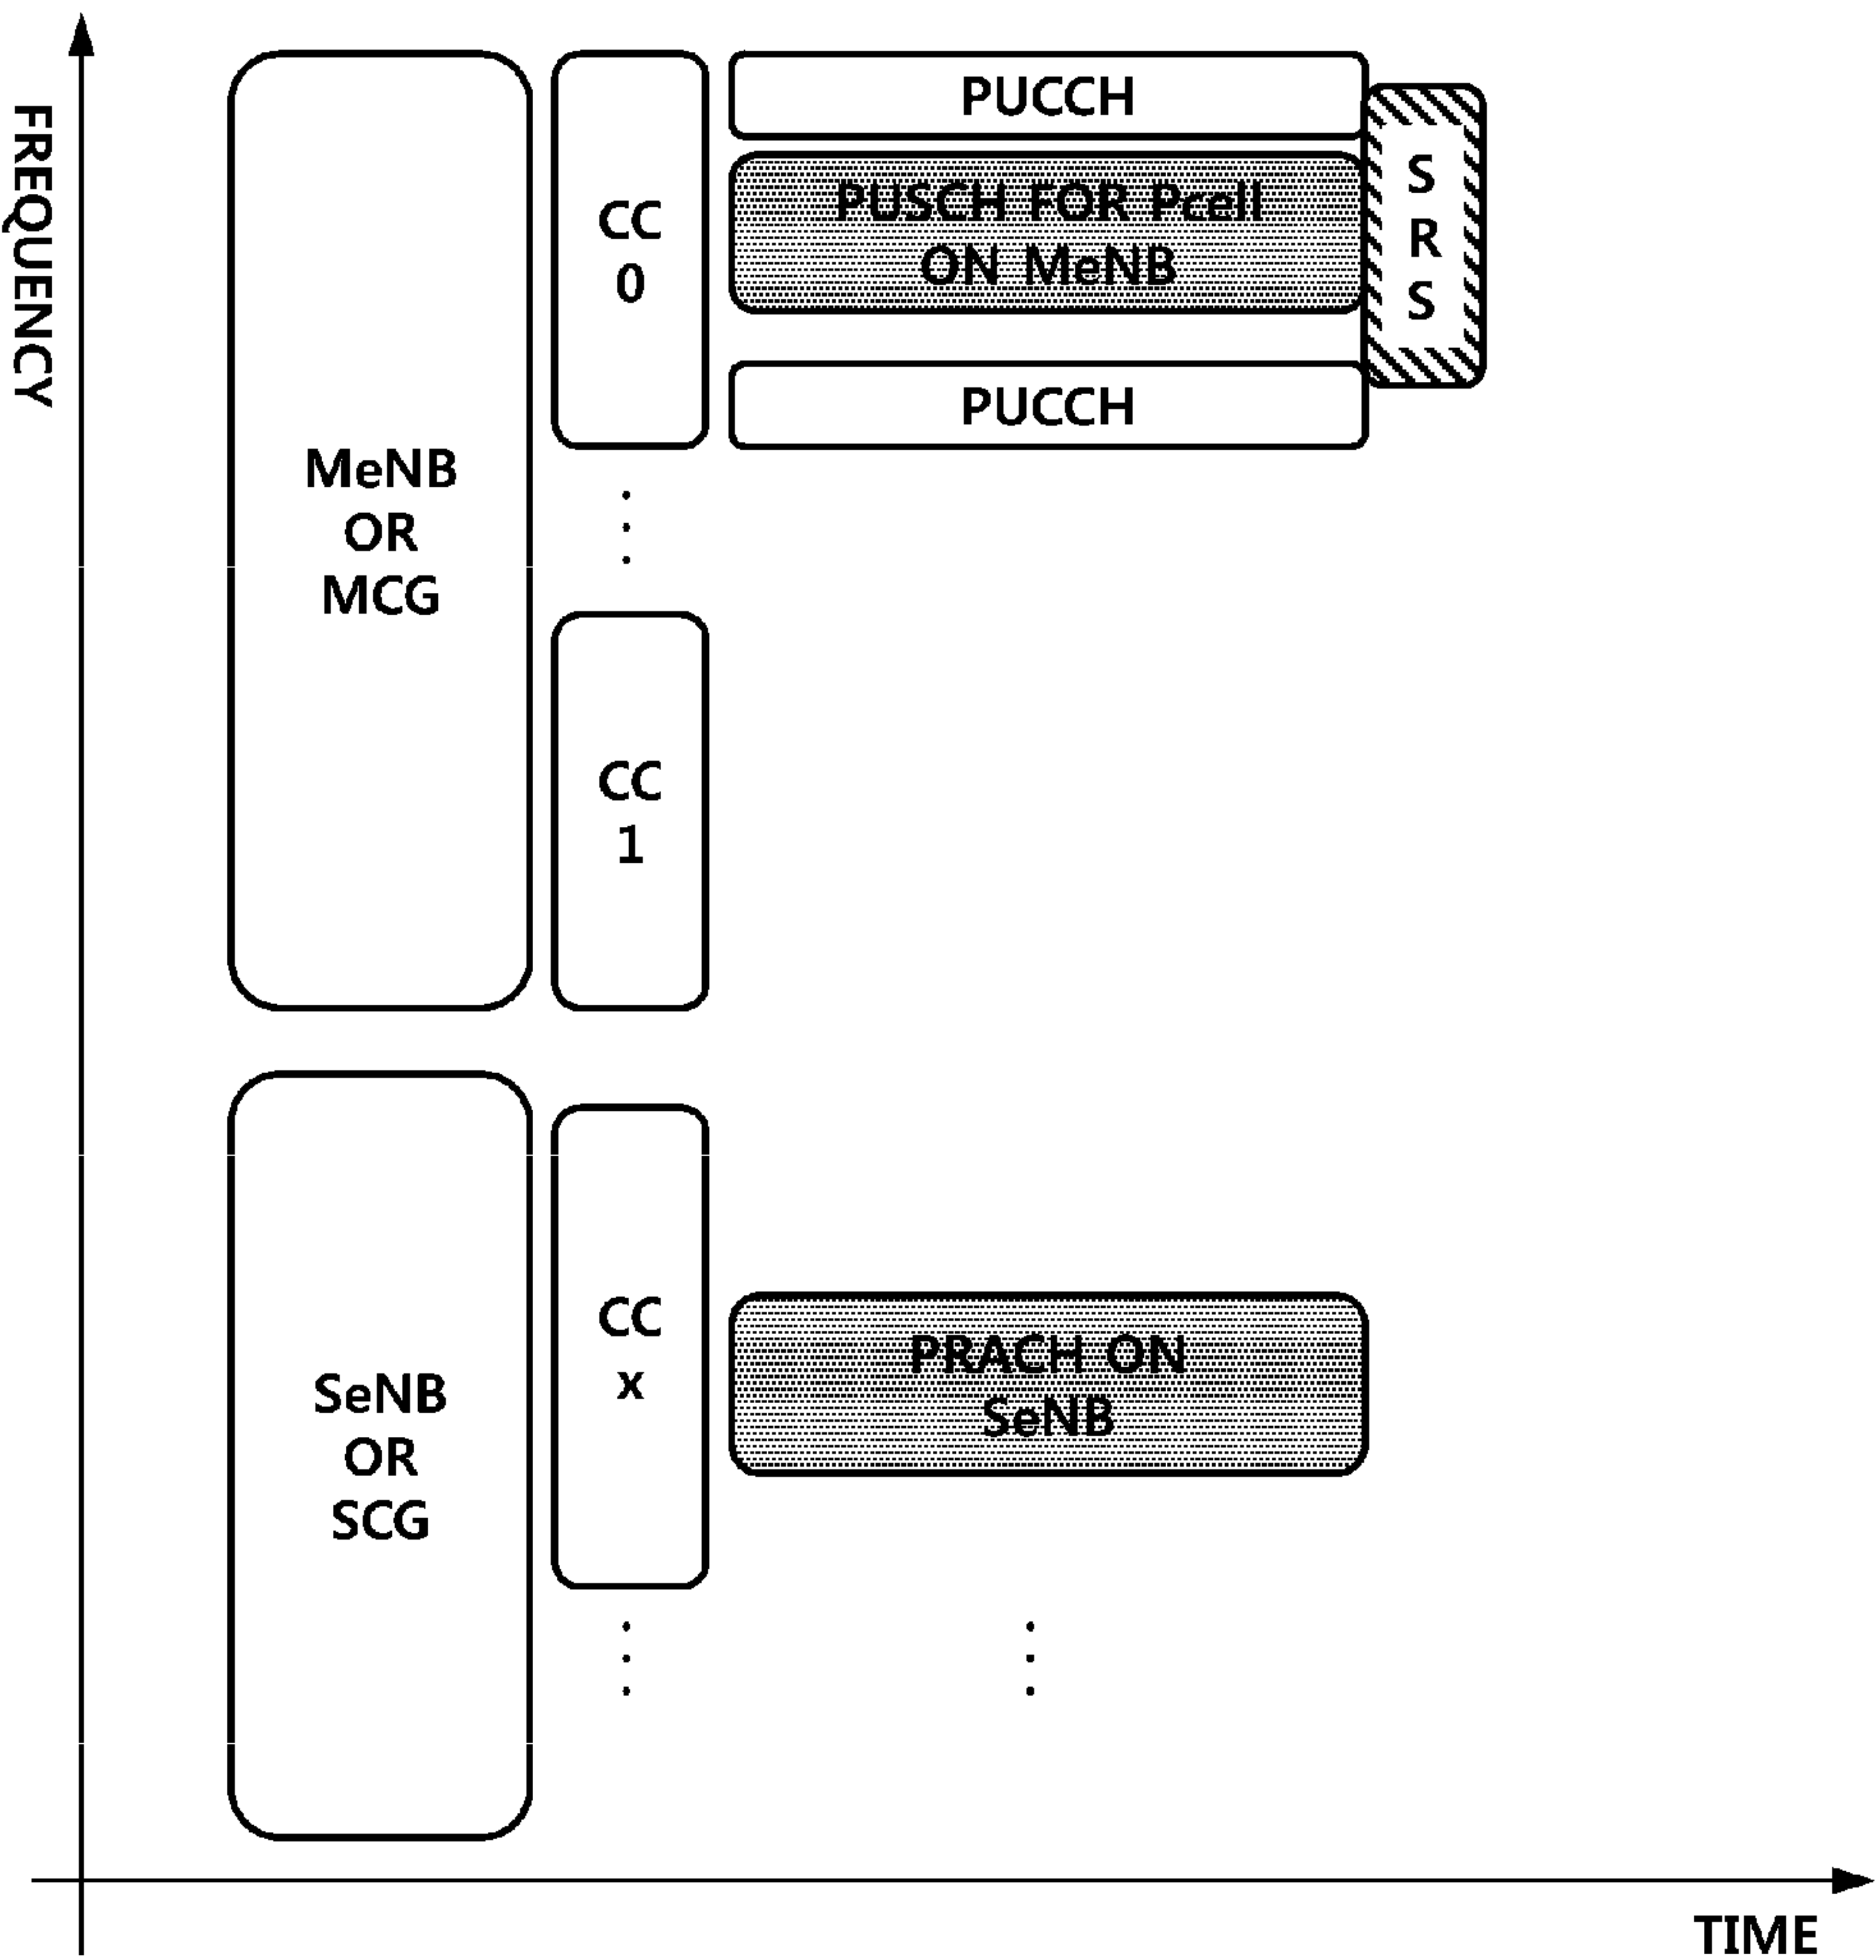 FREQUENCY
MeNB
OR
MCG
CC
0
PUCCH
PUSCH FOR Pcell
ON MeNB
PUCCH
S
R
S
CC
1
SeNB
OR
SCG
CC
x
PRACH ON
SeNB
TIME